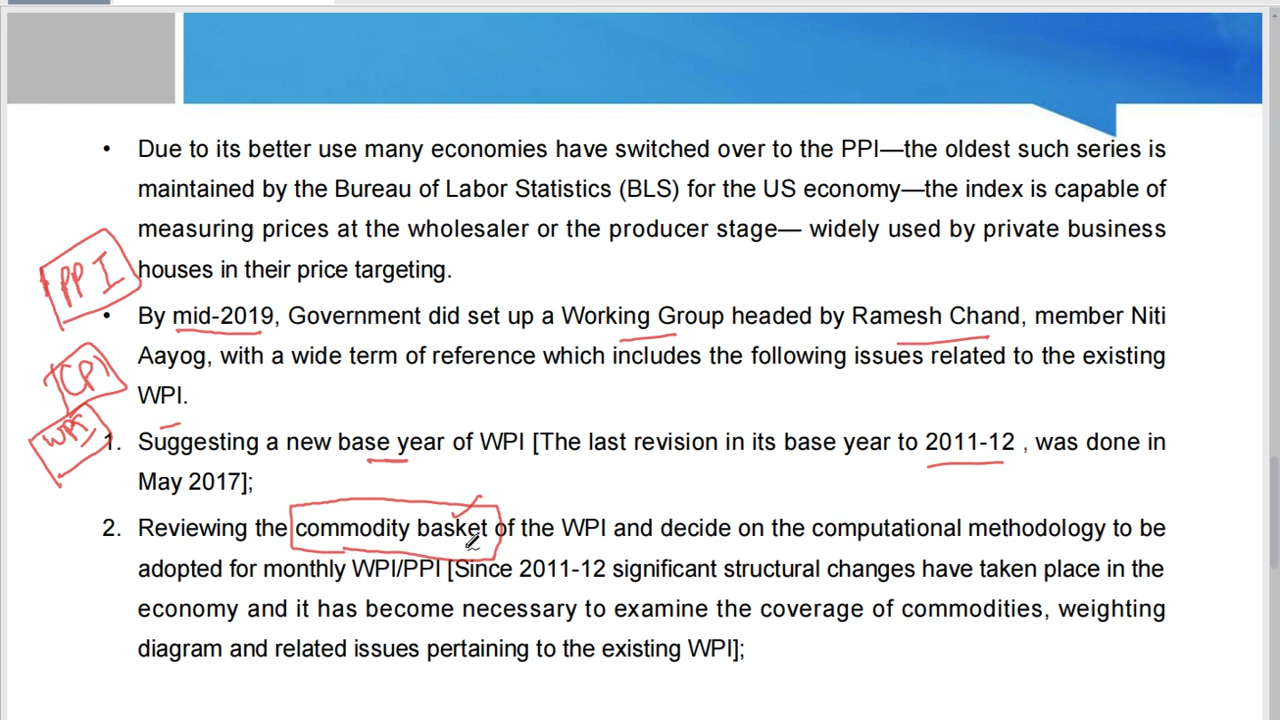 • Due to its better use many economies have switched over to the PPI—the oldest such series is
maintained by the Bureau of Labor Statistics (BLS) for the US economy—the index is capable of
measuring prices at the wholesaler or the producer stage— widely used by private business
houses in their price targeting.
PPI
• By mid-2019, Government did set up a Working Group headed by Ramesh Chand, member Niti
Aayog, with a wide term of reference which includes the following issues related to the existing
WPI.
CPI
WPI
1. Suggesting a new base year of WPI [The last revision in its base year to 2011-12 , was done in
May 2017];
2. Reviewing the commodity basket of the WPI and decide on the computational methodology to be
adopted for monthly WPI/PPI [Since 2011-12 significant structural changes have taken place in the
economy and it has become necessary to examine the coverage of commodities, weighting
diagram and related issues pertaining to the existing WPI];